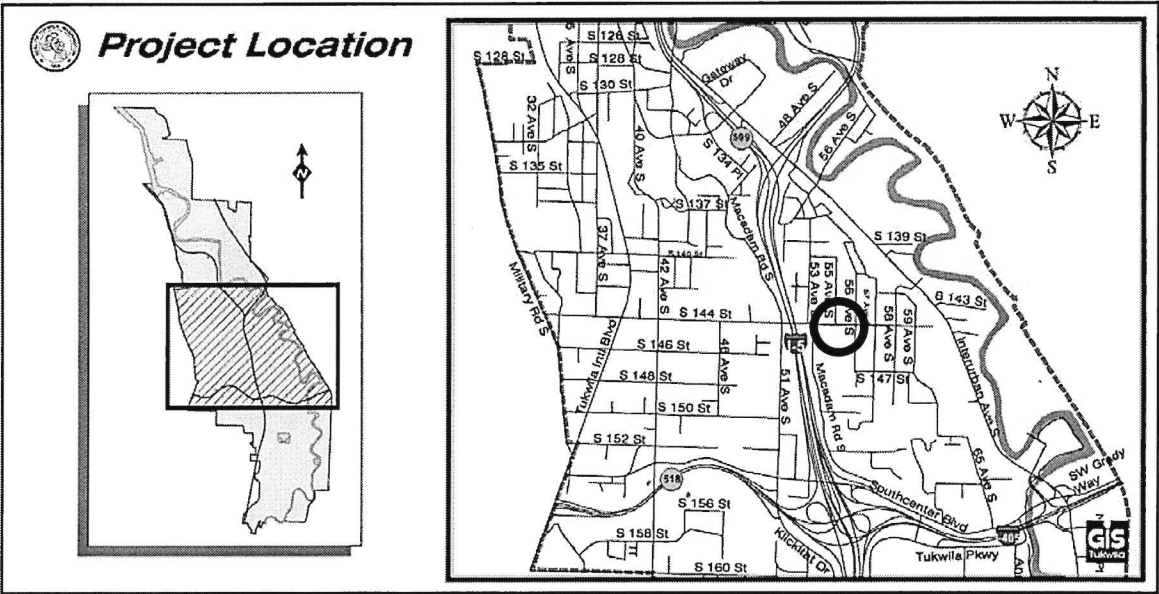 Project Location
N
N
W E
S
S 126 St
S 128 St
S 128 St
S 130 St
Gateway
Dr
48 Ave S
56 Ave S
32 Ave S
40 Ave S
599
S 134 Pl
S 135 St
S 137 St
Macadam Rd S
37 Ave S
42 Ave S
S 139 St
S 140 St
Military Rd S
53 Ave S
55 Ave S
56 Ave S
58 Ave S
59 Ave S
S 143 St
S 144 St
Tukwila Intl Blvd
S 146 St
46 Ave S
Interurban Ave S
S 147 St
S 148 St
51 Ave S
Macadam Rd S
S 150 St
S 152 St
65 Ave S
518
SW Grady
Way
Southcenter Blvd
S 156 St
S 158 St
Klickitat Dr
Tukwila Pkwy
GIS
Tukwila
S 160 St